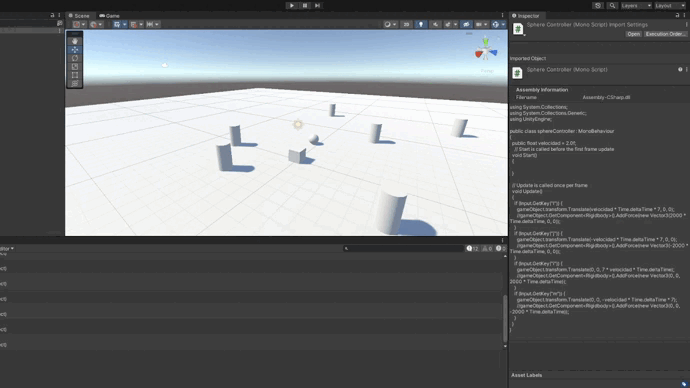 Layers
Layout
Scene
Game
Inspector
Sphere Controller (Mono Script) Import Settings
Open
Execution Order...
Imported Object
Sphere Controller (Mono Script)
Assembly Information
Filename
Assembly-CSharp.dll
using System.Collections;
using System.Collections.Generic;
using UnityEngine;
public class sphereController : MonoBehaviour
{
public float velocidad = 2.0f;
// Start is called before the first frame update
void Start()
{
}
// Update is called once per frame
void Update()
if (Input.GetKey("l")) {
gameObject.transform.Translate(velocidad * Time.deltaTime * 7, 0, 0);
//gameObject.GetComponent<Rigidbody>().AddForce(new Vector3(2000 *
Time.deltaTime, 0, 0));
}
if (Input.GetKey("j")) {
gameObject.transform.Translate(-velocidad * Time.deltaTime * 7, 0, 0);
//gameObject.GetComponent<Rigidbody>().AddForce(new Vector3(-2000 *
Time.deltaTime, 0, 0));
}
gameObject.transform.Translate(0, 0, 7 * velocidad * Time.deltaTime);
//gameObject.GetComponent<Rigidbody>().AddForce(new Vector3(0, 0,
2000 * Time.deltaTime));
}
if (Input.GetKey("m")) {
gameObject.transform.Translate(0, 0, -velocidad * Time.deltaTime * 7);
//gameObject.GetComponent<Rigidbody>().AddForce(new Vector3(0, 0,
-2000 * Time.deltaTime));
}
}
}
Asset Labels